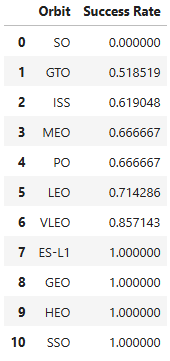 Orbit Success Rate
0 SO 0.000000
1 GTO 0.518519
2 ISS 0.619048
3 MEO 0.666667
4 PO 0.666667
5 LEO 0.714286
6 VLEO 0.857143
7 ES-L1 1.000000
8 GEO 1.000000
9 HEO 1.000000
10 SSO 1.000000